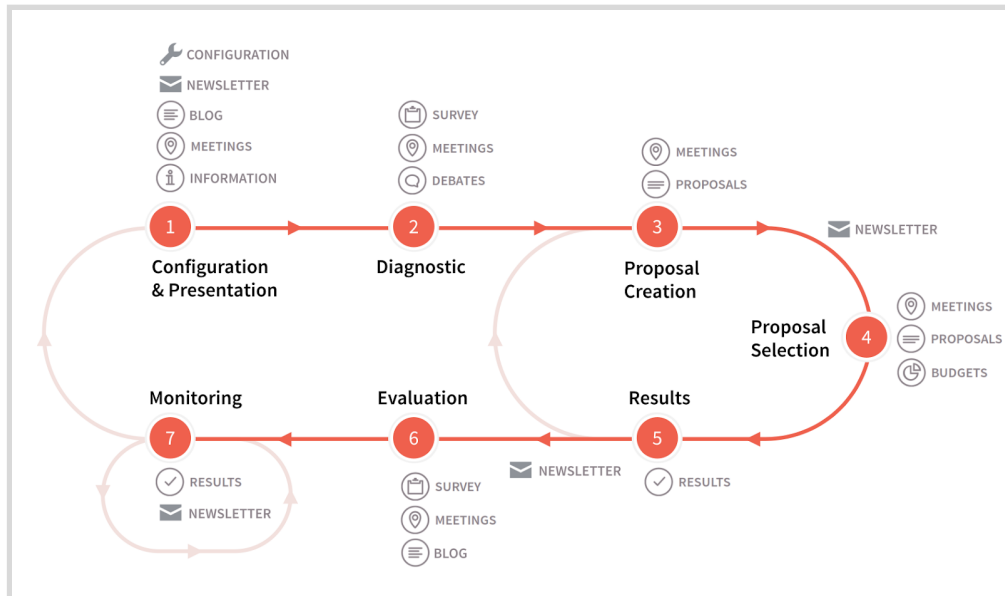 CONFIGURATION
NEWSLETTER
BLOG
MEETINGS
INFORMATION
1
Configuration
& Presentation
SURVEY
MEETINGS
DEBATES
2
Diagnostic
MEETINGS
PROPOSALS
3
Proposal
Creation
NEWSLETTER
Proposal
Selection
4
MEETINGS
PROPOSALS
BUDGETS
Results
5
RESULTS
NEWSLETTER
Evaluation
6
SURVEY
MEETINGS
BLOG
Monitoring
7
RESULTS
NEWSLETTER